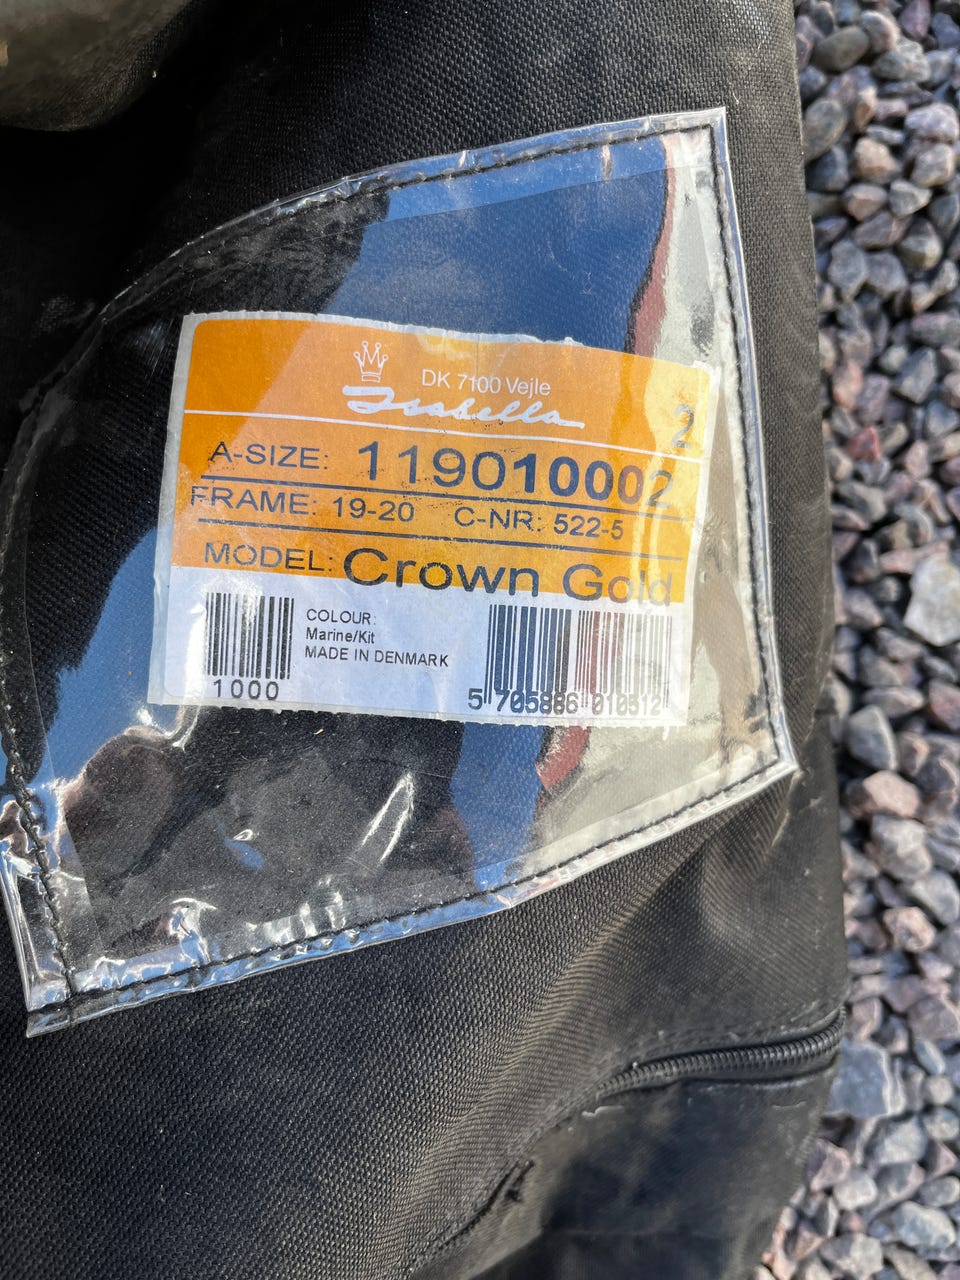 DK 7100 Vejle
Isabella
2
A-SIZE: 119010002
FRAME: 19-20 C-NR: 522-5
MODEL: Crown Gold
COLOUR:
Marine/Kit
MADE IN DENMARK
1000
5 705886 010512